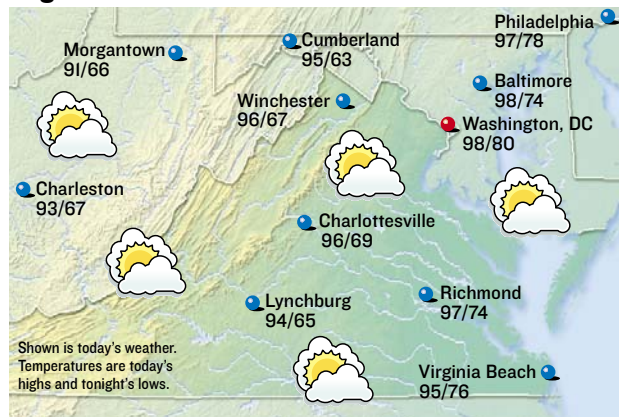 Philadelphia
97/78
Morgantown
91/66
Cumberland
95/63
Baltimore
98/74
Winchester
96/67
Washington, DC
98/80
Charleston
93/67
Charlottesville
96/69
Lynchburg
94/65
Richmond
97/74
Shown is today's weather.
Temperatures are today's
highs and tonight's lows.
Virginia Beach
95/76